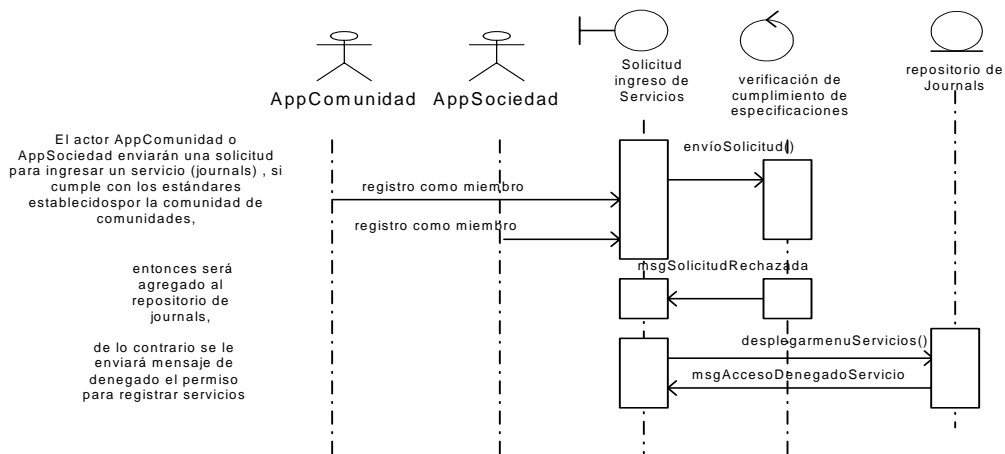 AppComunidad
AppSociedad
Solicitud
ingreso de
Servicios
verificación de
cumplimiento de
especificaciones
repositorio de
Journals
El actor AppComunidad o
AppSociedad enviarán una solicitud
para ingresar un servicio (journals) , si
cumple con los estándares
establecidospor la comunidad de
comunidades,
entonces será
agregado al
repositorio de
journals,
de lo contrario se le
enviará mensaje de
denegado el permiso
para registrar servicios
envíoSolicitud()
registro como miembro
registro como miembro
msgSolicitudRechazada
desplegarmenuServicios()
msgAccesoDenegadoServicio